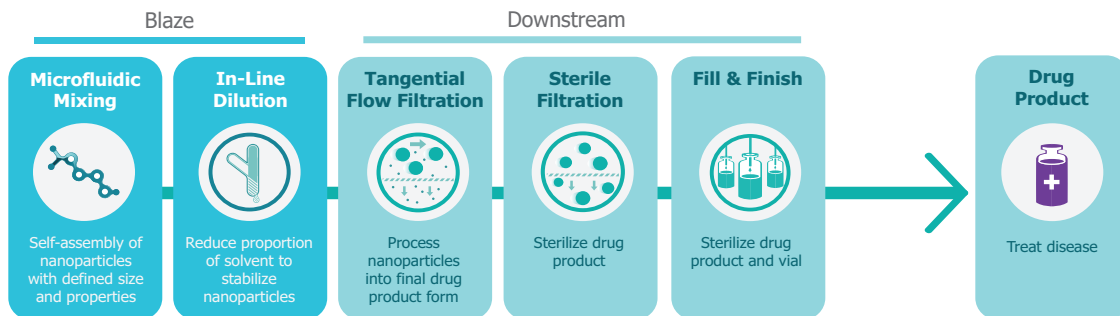 Blaze
Downstream
Microfluidic
Mixing
Self-assembly of
nanoparticles
with defined size
and properties
In-Line
Dilution
Reduce proportion
of solvent to
stabilize
nanoparticles
Tangential
Flow Filtration
Process
nanoparticles
into final drug
product form
Sterile
Filtration
Sterilize drug
product
Fill & Finish
Sterilize drug
product and vial
Drug
Product
Treat disease